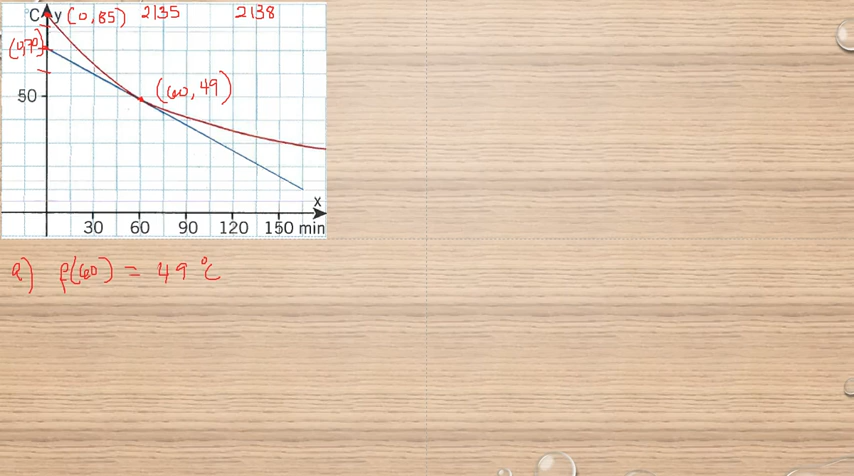 °C y (0,85) 2135 2138
(0,70)
(60,49)
50
x
30 60 90 120 150 min
a) f(60) = 49 °C